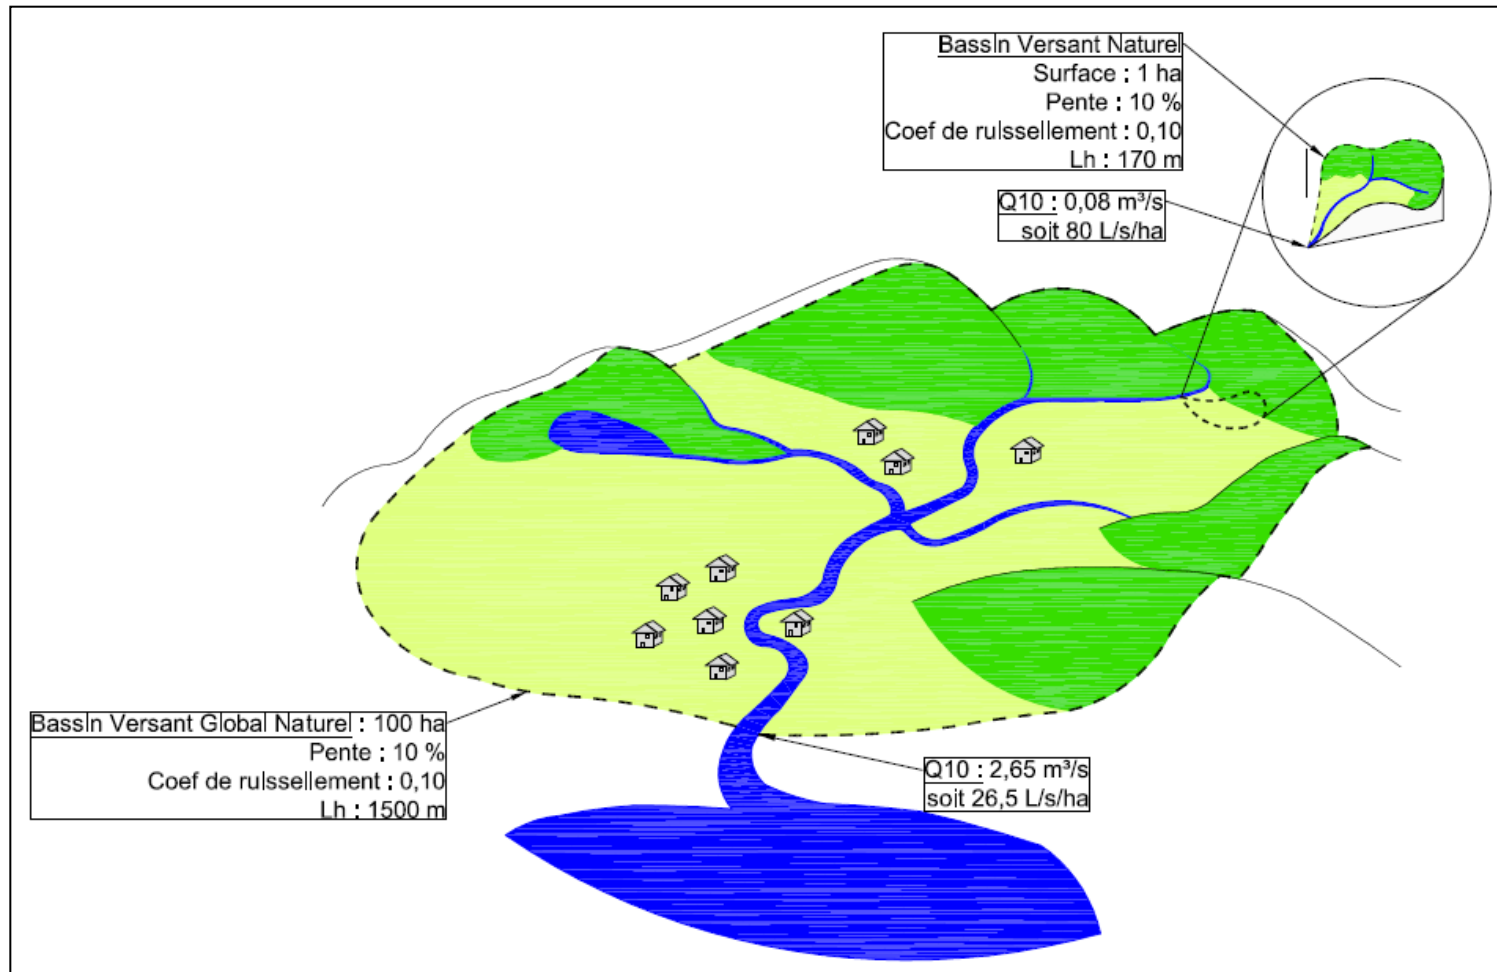 Bassin Versant Naturel
Surface : 1 ha
Pente : 10 %
Coef de ruissellement : 0,10
Lh : 170 m
Q10 : 0,08 m³/s
soit 80 L/s/ha
Bassin Versant Global Naturel : 100 ha
Pente : 10 %
Coef de ruissellement : 0,10
Lh : 1500 m
Q10 : 2,65 m³/s
soit 26,5 L/s/ha